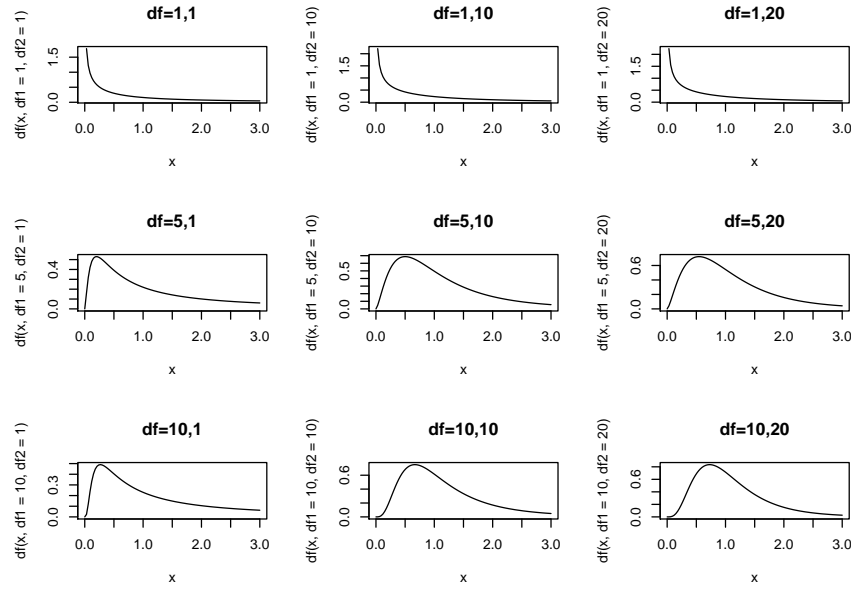 df=1,1
df(x, df1 = 1, df2 = 1)
0.0 1.5
0.0 1.0 2.0 3.0
x
df=1,10
df(x, df1 = 1, df2 = 10)
0.0 1.5
0.0 1.0 2.0 3.0
x
df=1,20
df(x, df1 = 1, df2 = 20)
0.0 1.5
0.0 1.0 2.0 3.0
x
df=5,1
df(x, df1 = 5, df2 = 1)
0.0 0.4
0.0 1.0 2.0 3.0
x
df=5,10
df(x, df1 = 5, df2 = 10)
0.0 0.5
0.0 1.0 2.0 3.0
x
df=5,20
df(x, df1 = 5, df2 = 20)
0.0 0.6
0.0 1.0 2.0 3.0
x
df=10,1
df(x, df1 = 10, df2 = 1)
0.0 0.3
0.0 1.0 2.0 3.0
x
df=10,10
df(x, df1 = 10, df2 = 10)
0.0 0.6
0.0 1.0 2.0 3.0
x
df=10,20
df(x, df1 = 10, df2 = 20)
0.0 0.6
0.0 1.0 2.0 3.0
x